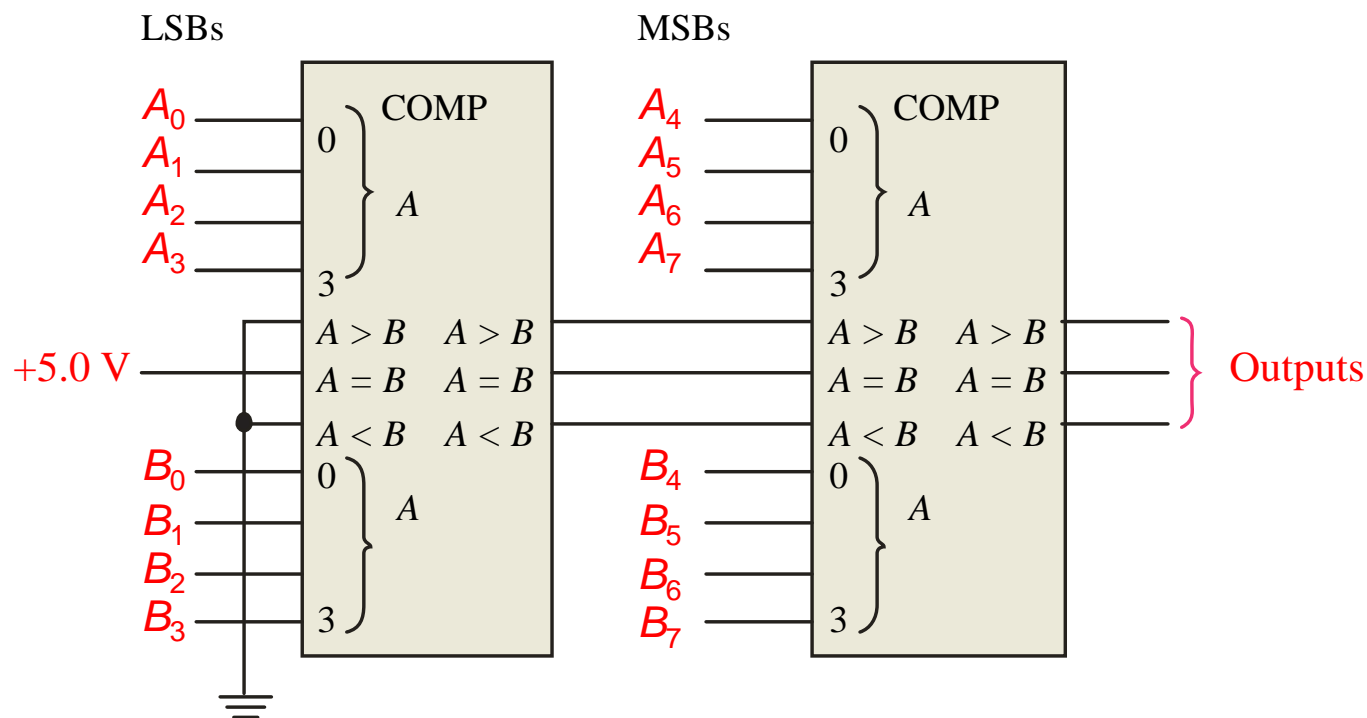 LSBs
MSBs
A0
A1
A2
A3
COMP
0
A
3
A > B A > B
A = B A = B
A < B A < B
+5.0 V
B0
B1
B2
B3
0
A
3
A4
A5
A6
A7
COMP
0
A
3
A > B A > B
A = B A = B
A < B A < B
B4
B5
B6
B7
0
A
3
Outputs